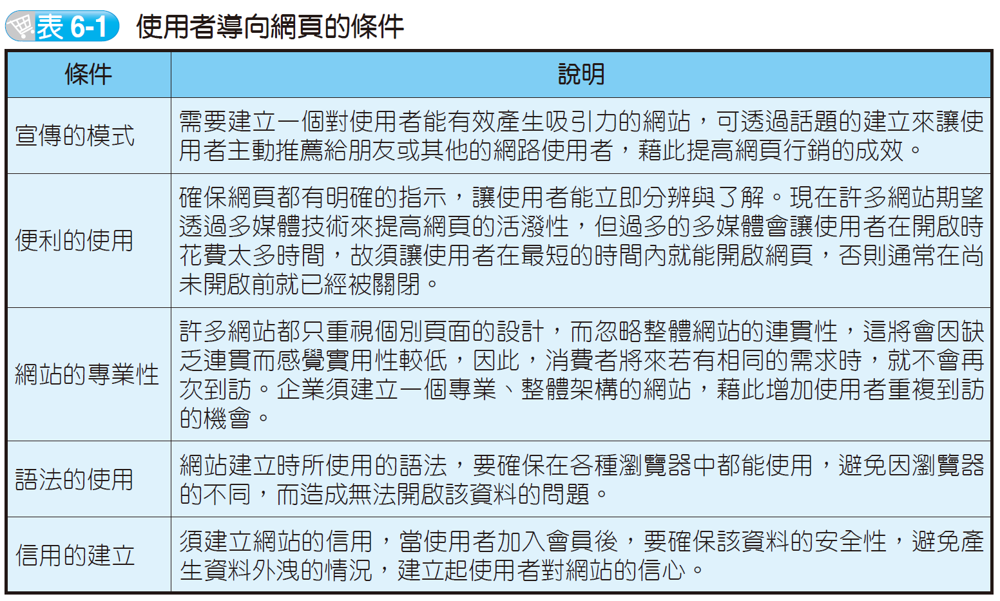 表 6-1 使用者導向網頁的條件
條件 說明
宣傳的模式
需要建立一個對使用者能有效產生吸引力的網站，可透過話題的建立來讓使
用者主動推薦給朋友或其他的網路使用者，藉此提高網頁行銷的成效。
便利的使用
確保網頁都有明確的指示，讓使用者能立即分辨與了解。現在許多網站期望
透過多媒體技術來提高網頁的活潑性，但過多的多媒體會讓使用者在開啟時
花費太多時間，故須讓使用者在最短的時間內就能開啟網頁，否則通常在尚
未開啟前就已經被關閉。
網站的專業性
許多網站都只重視個別頁面的設計，而忽略整體網站的連貫性，這將會因缺
乏連貫而感覺實用性較低，因此，消費者將來若有相同的需求時，就不會再
次到訪。企業須建立一個專業、整體架構的網站，藉此增加使用者重複到訪
的機會。
語法的使用
網站建立時所使用的語法，要確保在各種瀏覽器中都能使用，避免因瀏覽器
的不同，而造成無法開啟該資料的問題。
信用的建立
須建立網站的信用，當使用者加入會員後，要確保該資料的安全性，避免產
生資料外洩的情況，建立起使用者對網站的信心。